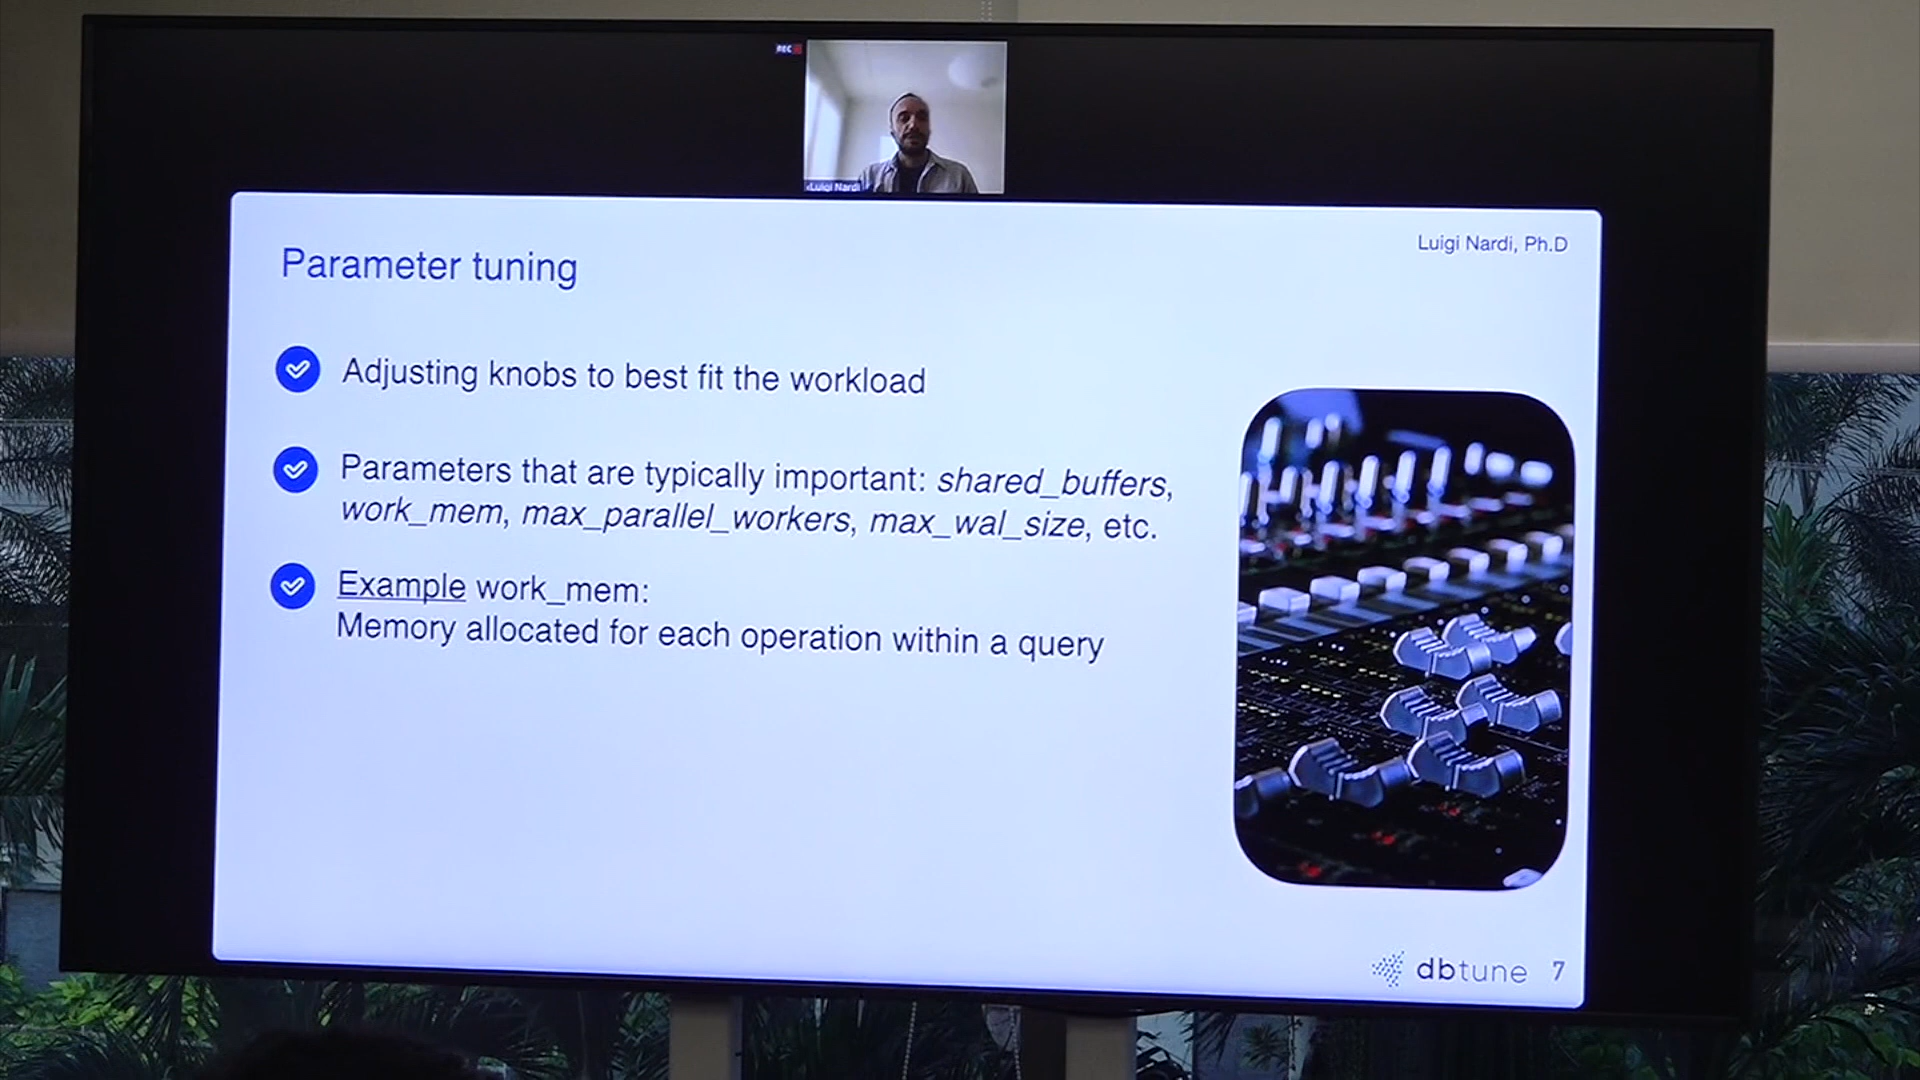 REC
Luigi Nardi
Luigi Nardi, Ph.D
Parameter tuning
Adjusting knobs to best fit the workload
Parameters that are typically important: shared_buffers,
work_mem, max_parallel_workers, max_wal_size, etc.
Example work_mem:
Memory allocated for each operation within a query
dbtune 7